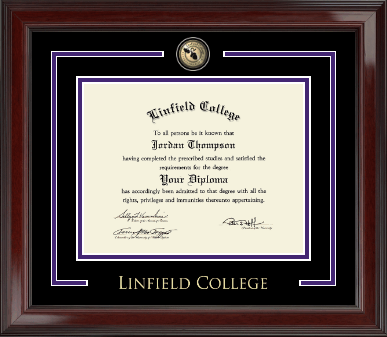 Linfield College
To all persons be it known that
Jordan Thompson
having completed the prescribed studies and satisfied the
requirements for the degree
Your Diploma
has accordingly been admitted to that degree with all the
rights, privileges and immunities thereunto appertaining.
LINFIELD COLLEGE